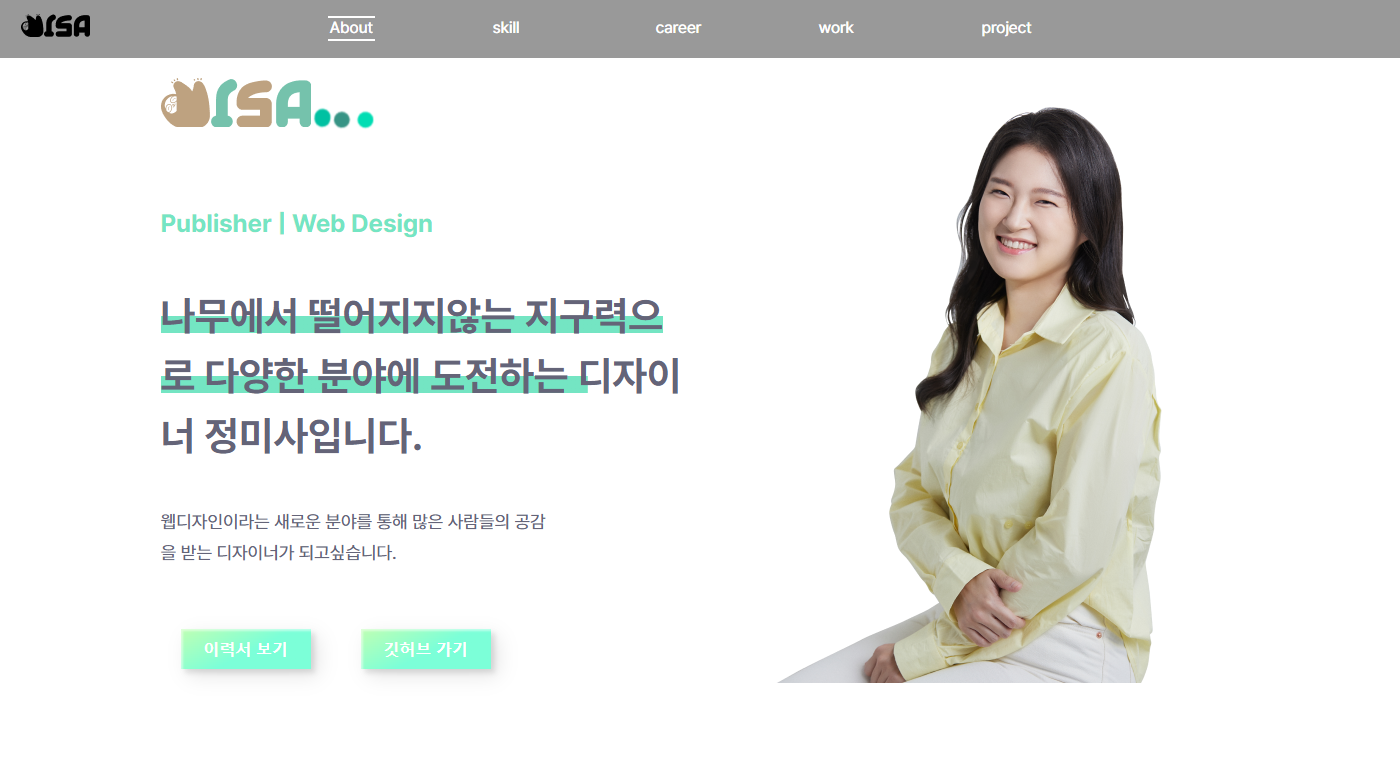 About
skill
career
work
project
Publisher | Web Design
나무에서 떨어지지않는 지구력으
로 다양한 분야에 도전하는 디자이
너 정미사입니다.
웹디자인이라는 새로운 분야를 통해 많은 사람들의 공감
을 받는 디자이너가 되고싶습니다.
이력서 보기
깃허브 가기